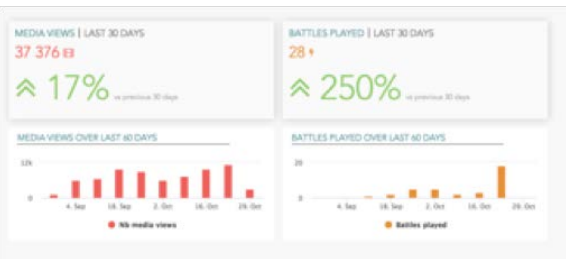 MEDIA VIEWS | LAST 30 DAYS
37 376
17% vs previous 30 days
BATTLES PLAYED | LAST 30 DAYS
28
250% vs previous 30 days
MEDIA VIEWS OVER LAST 60 DAYS
12k
0
4. Sep 18. Sep 2. Oct 16. Oct 29. Oct
Nb media views
BATTLES PLAYED OVER LAST 60 DAYS
20
0
4. Sep 18. Sep 2. Oct 16. Oct 29. Oct
Battles played